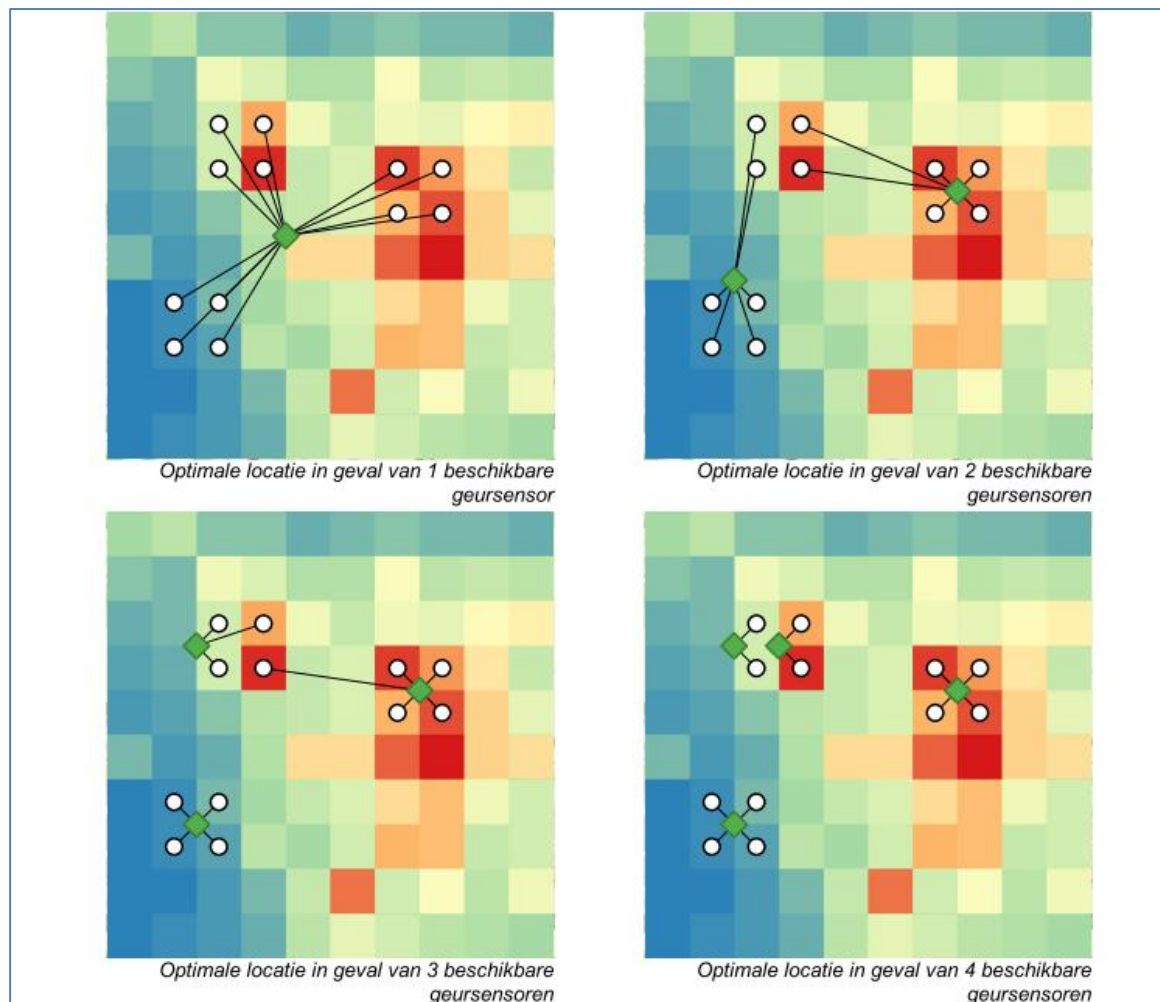 Optimale locatie in geval van 1 beschikbare
geursensor
Optimale locatie in geval van 2 beschikbare
geursensoren
Optimale locatie in geval van 3 beschikbare
geursensoren
Optimale locatie in geval van 4 beschikbare
geursensoren